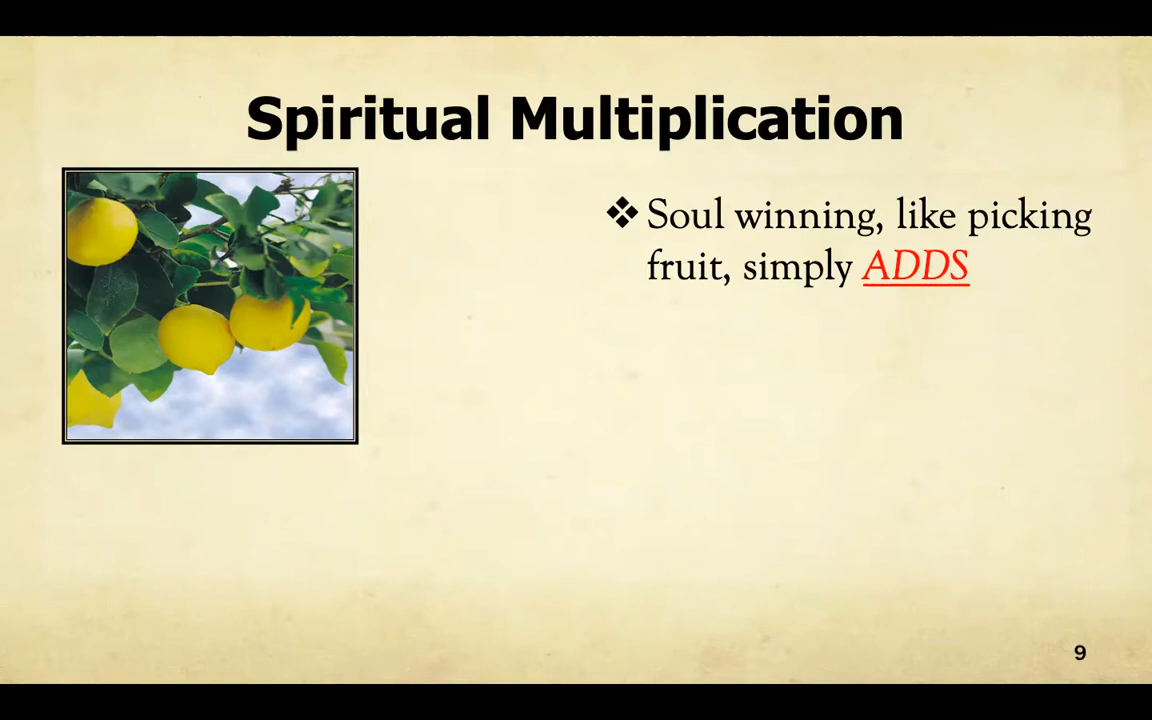 Spiritual Multiplication
❖ Soul winning, like picking
fruit, simply ADDS
9